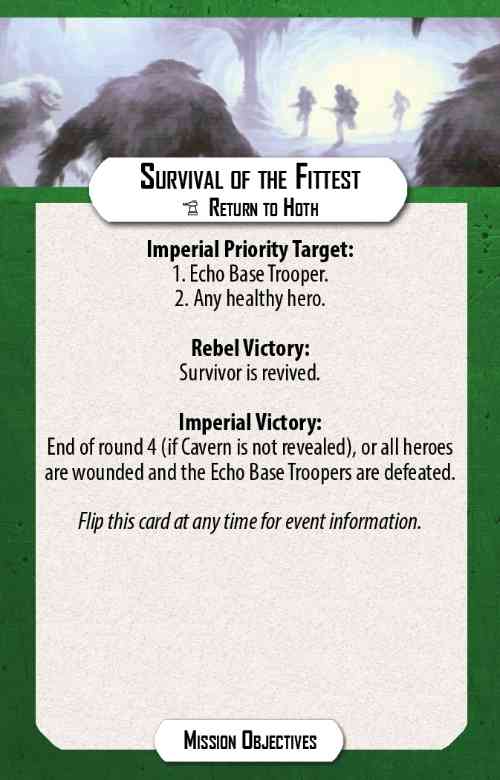 Survival of the Fittest
Return to Hoth
Imperial Priority Target:
1. Echo Base Trooper.
2. Any healthy hero.
Rebel Victory:
Survivor is revived.
Imperial Victory:
End of round 4 (if Cavern is not revealed), or all heroes
are wounded and the Echo Base Troopers are defeated.
Flip this card at any time for event information.
Mission Objectives